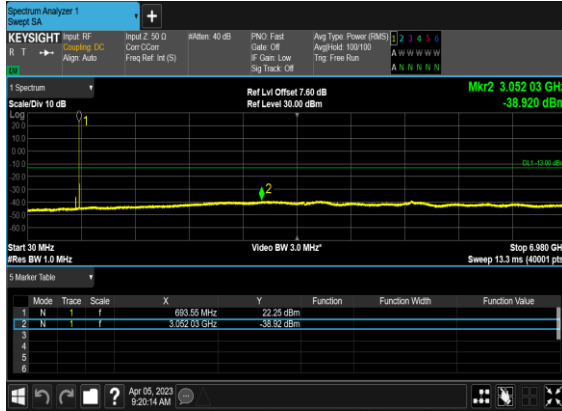 Spectrum Analyzer 1
Swept SA
+
KEYSIGHT Input: RF Input Z: 50 Ω #Atten: 40 dB PNO: Fast Avg Type: Power (RMS) 1 2 3 4 5 6
R T Coupling: DC Corr CCorr Gate: Off Avg|Hold: 100/100 A W W W W W
Align: Auto Freq Ref: Int (S) IF Gain: Low Trig: Free Run
LXI Sig Track: Off A N N N N N
1 Spectrum Ref Lvl Offset 7.60 dB Mkr2 3.052 03 GHz
Scale/Div 10 dB Ref Level 30.00 dBm -38.920 dBm
Log
20.0
10.0
0.00
-10.0
-20.0
-30.0
-40.0
-50.0
-60.0
1
2
DL1 -13.00 dBm
Start 30 MHz Video BW 3.0 MHz* Stop 6.980 GHz
#Res BW 1.0 MHz Sweep 13.3 ms (40001 pts)
5 Marker Table
Mode Trace Scale X Y Function Function Width Function Value
1 N 1 f 693.55 MHz 22.25 dBm
2 N 1 f 3.052 03 GHz -38.92 dBm
3
4
5
6
? Apr 05, 2023
9:20:14 AM